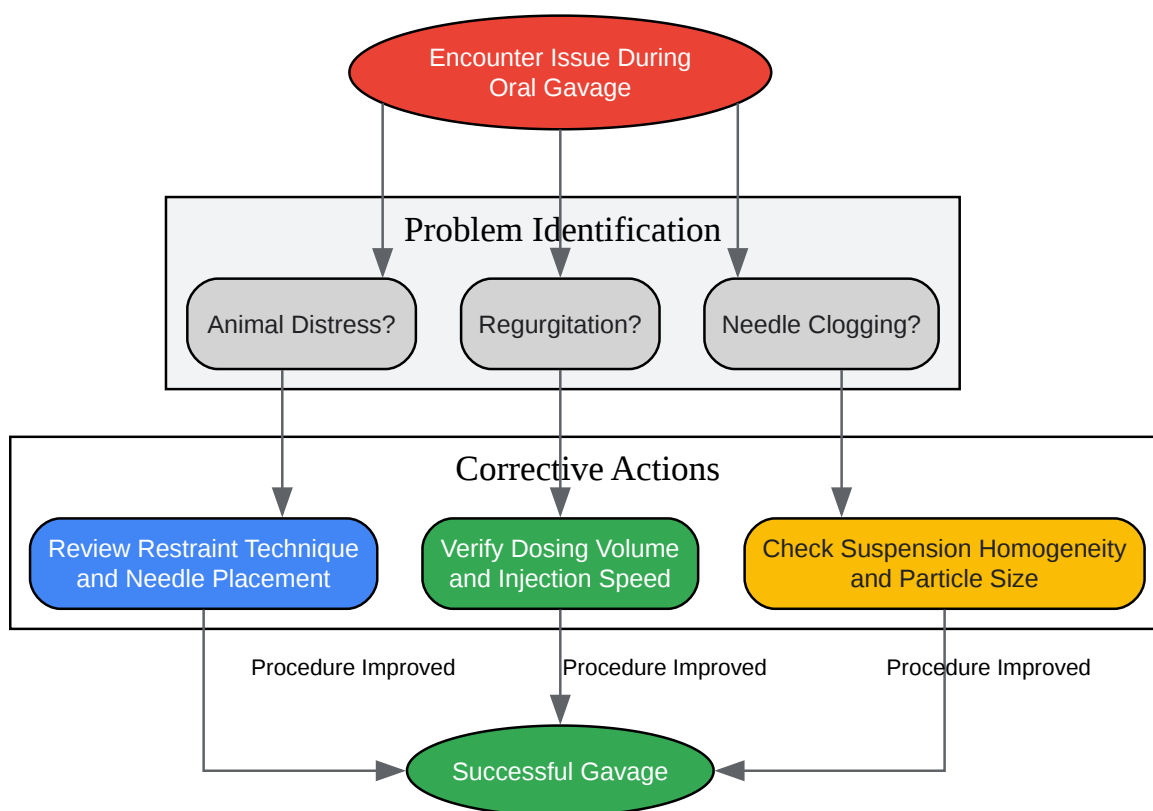 Encounter Issue During
Oral Gavage
Problem Identification
Animal Distress?
Regurgitation?
Needle Clogging?
Corrective Actions
Review Restraint Technique
and Needle Placement
Verify Dosing Volume
and Injection Speed
Check Suspension Homogeneity
and Particle Size
Procedure Improved
Procedure Improved
Procedure Improved
Successful Gavage